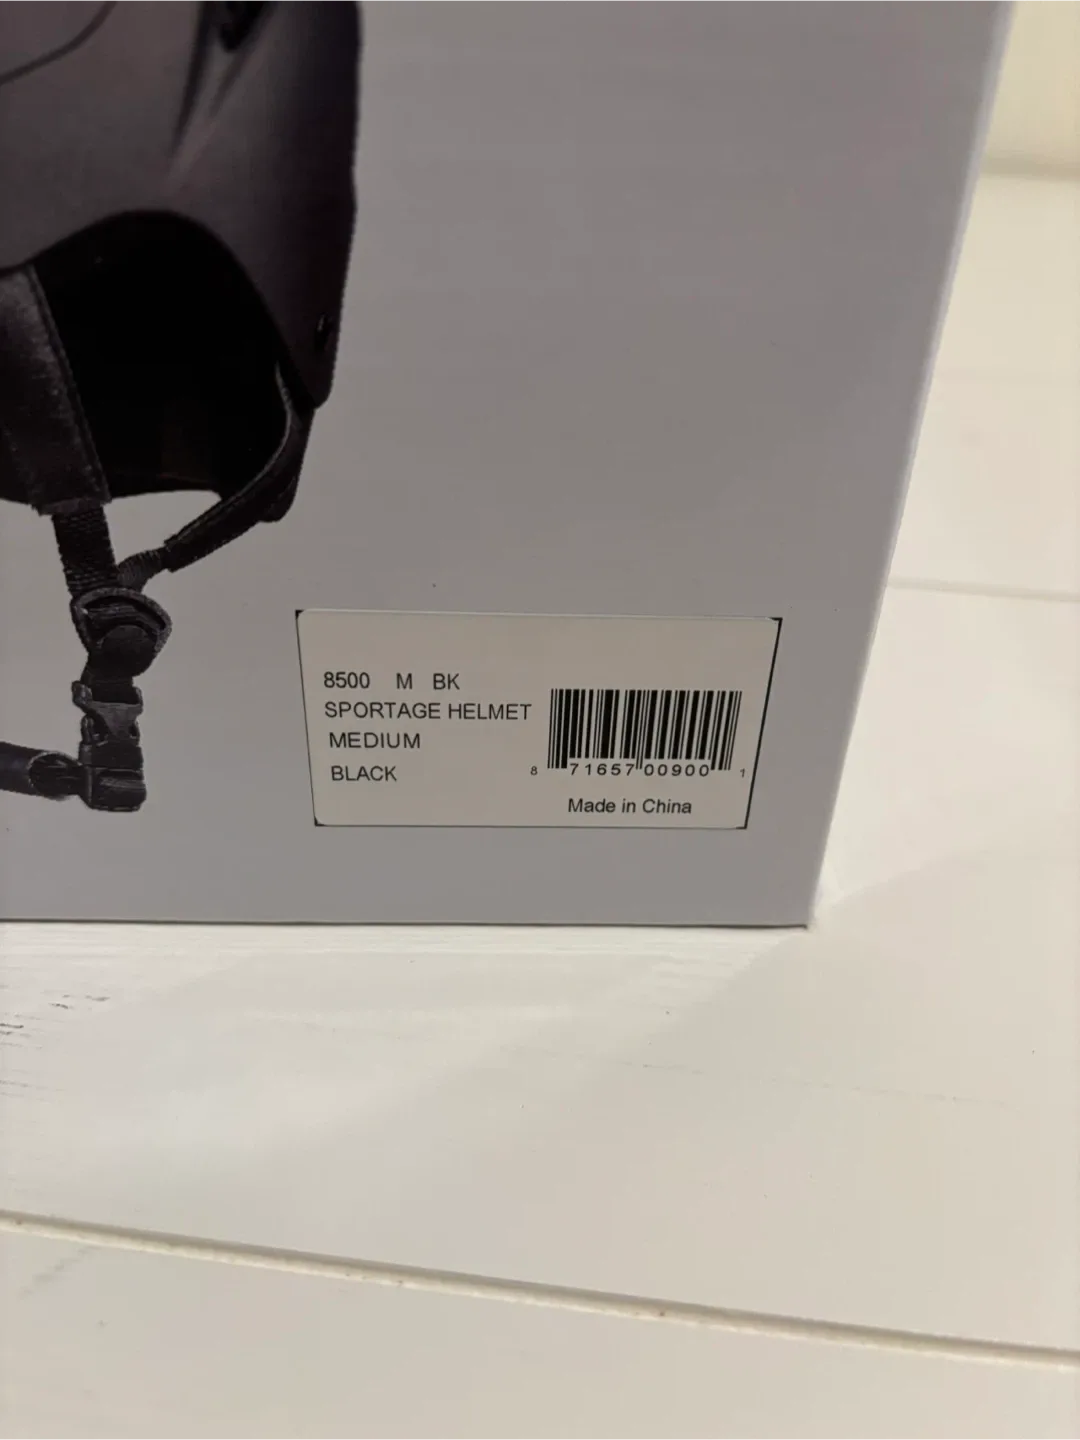 8500 M BK
SPORTAGE HELMET
MEDIUM
BLACK
8 71657 00900 1
Made in China